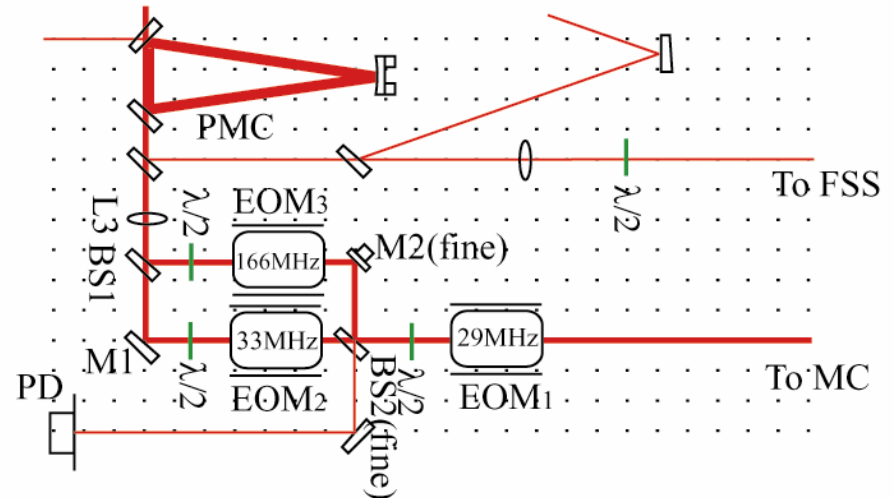 PMC
To FSS
λ/2
L3
BS1
λ/2
EOM3
166MHz
M2(fine)
M1
λ/2
33MHz
EOM2
BS2(fine)
λ/2
29MHz
EOM1
To MC
PD